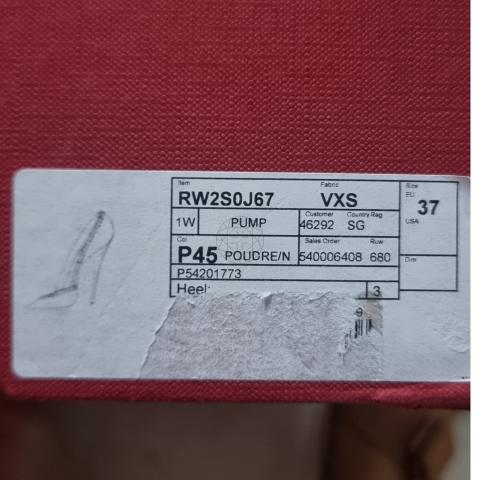 Item Fabric Size
RW2S0J67 VXS EU 37
1W PUMP Customer Country Reg USA
46292 SG
Col Sales Order Row
P45 POUDRE/N 540006408 680 Dim
P54201773
Heel: 3